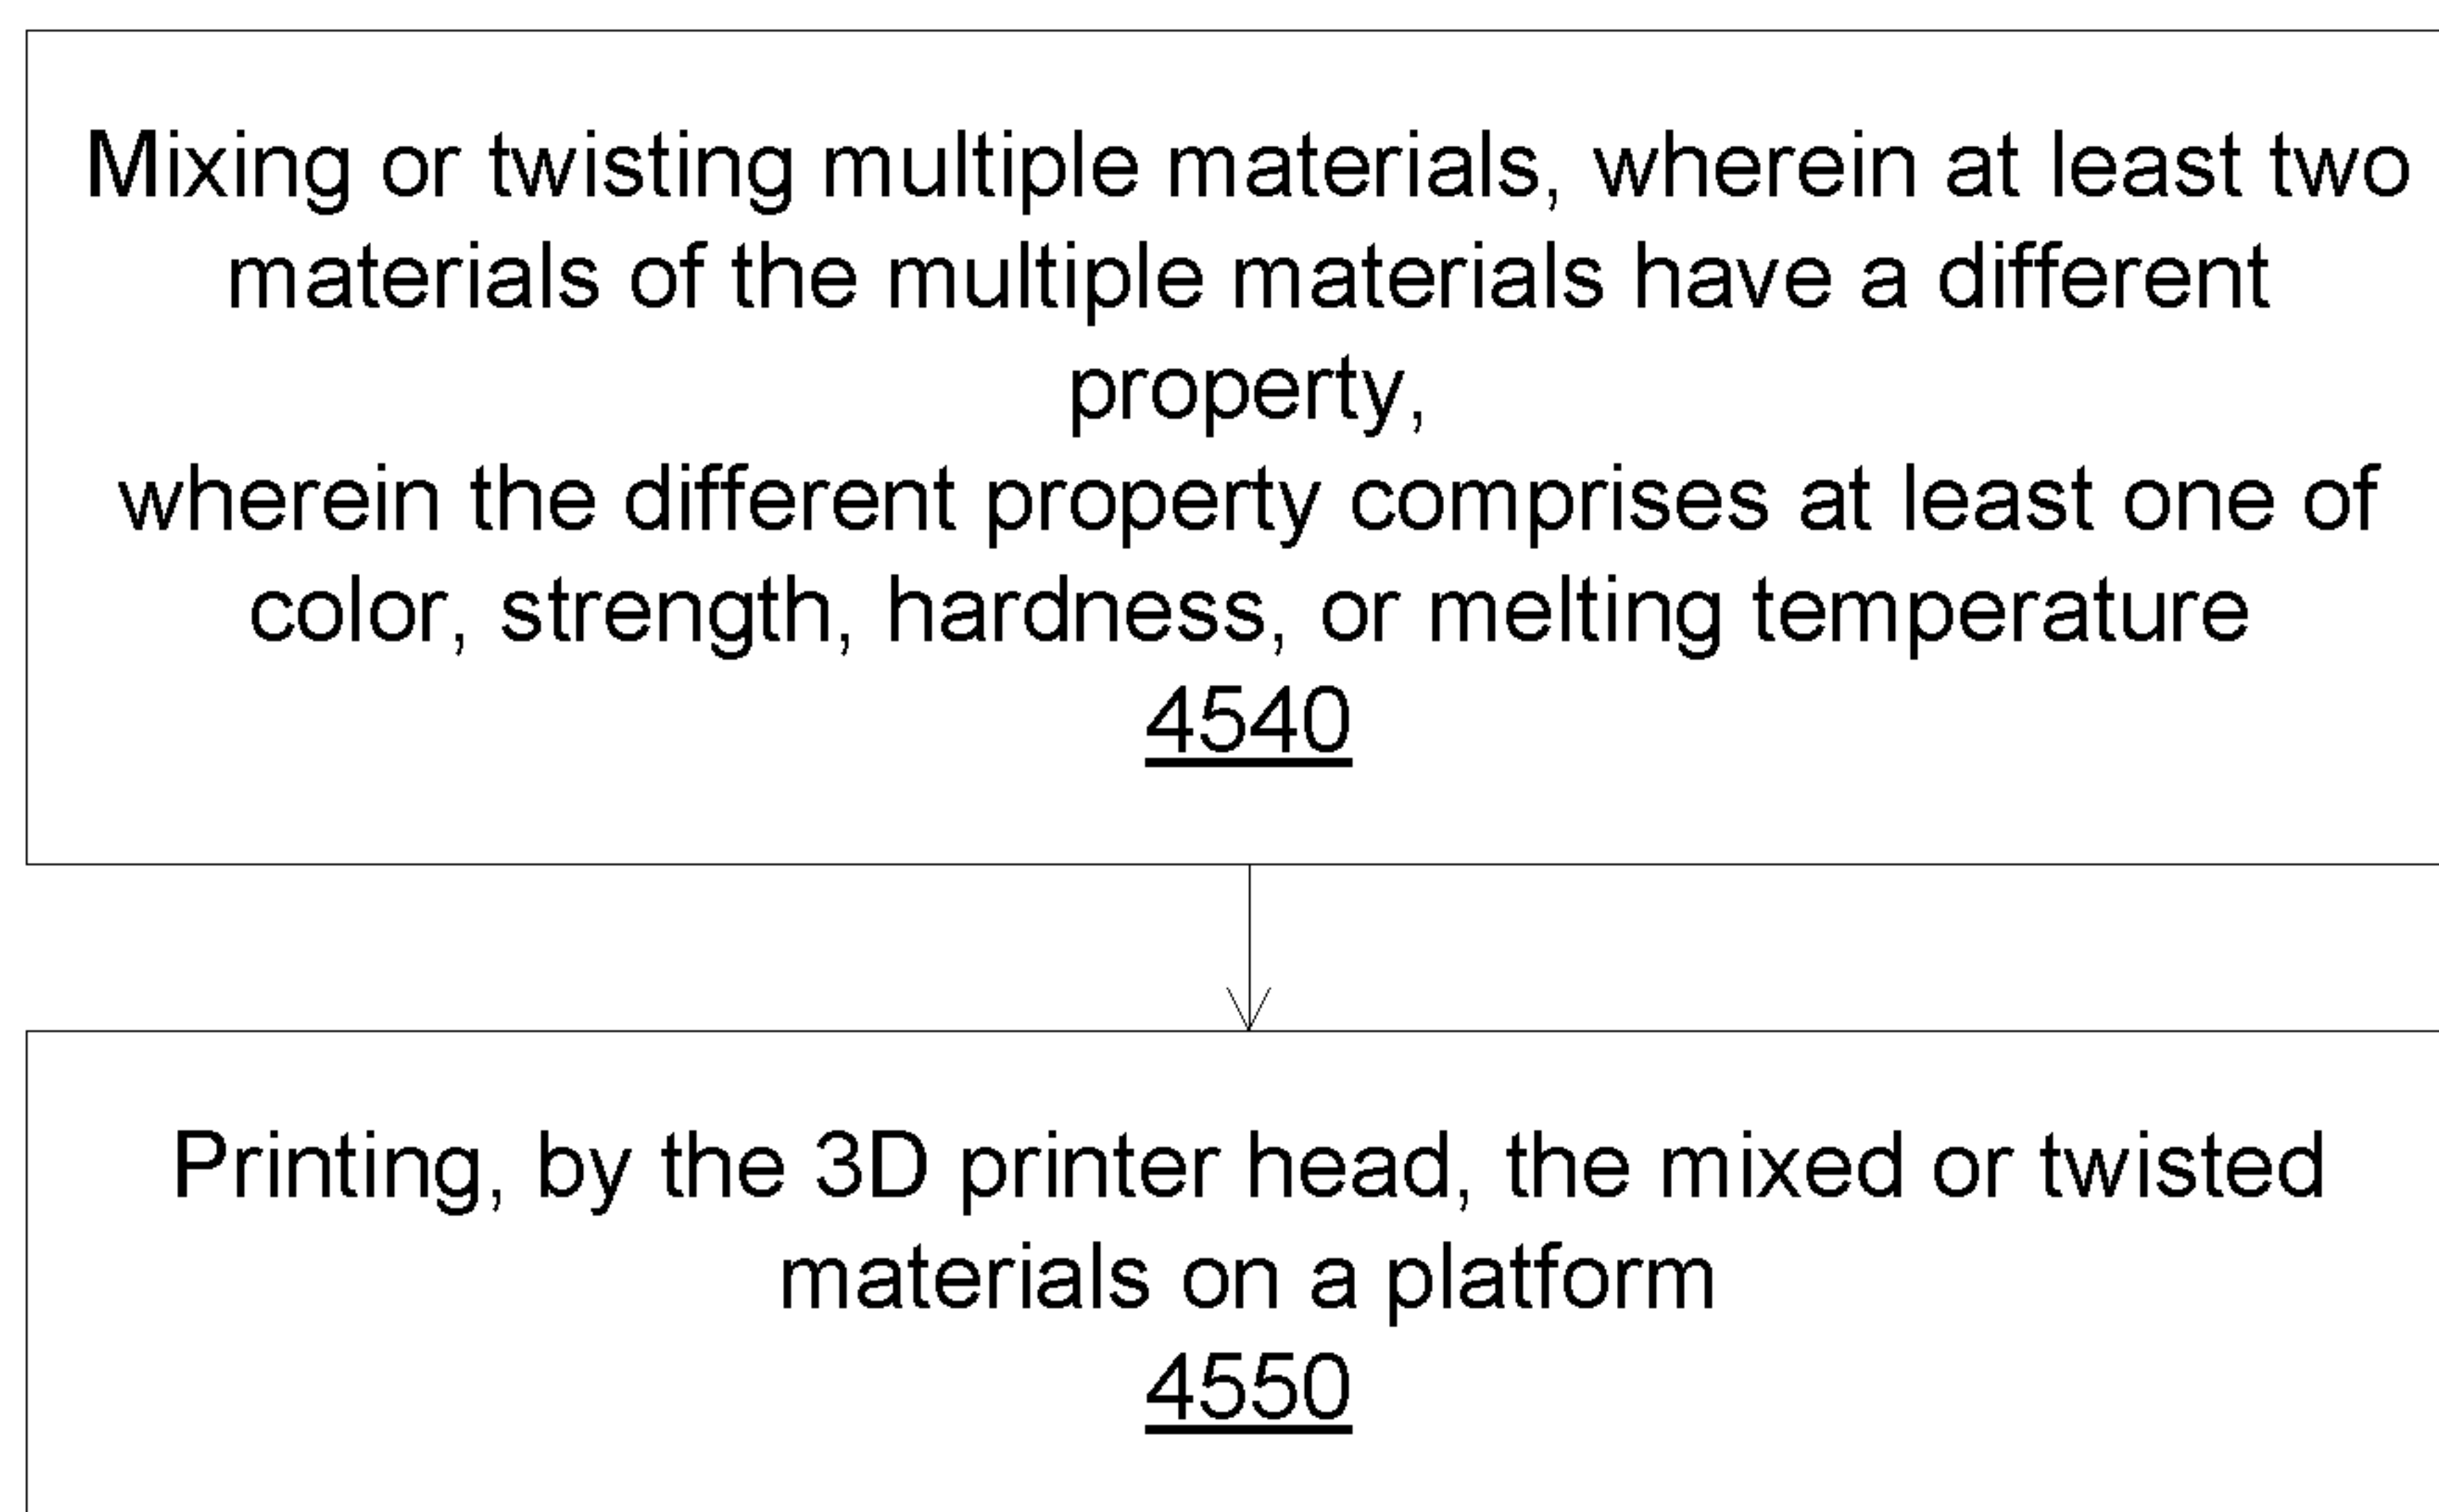 Mixing or twisting multiple materials, wherein at least two
materials of the multiple materials have a different
property,
wherein the different property comprises at least one of
color, strength, hardness, or melting temperature
4540
Printing, by the 3D printer head, the mixed or twisted
materials on a platform
4550